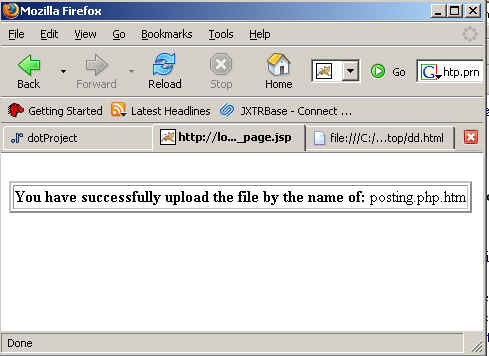 Mozilla Firefox
File Edit View Go Bookmarks Tools Help
Back Forward Reload Stop Home Go G htp.prn
Getting Started Latest Headlines JXTRBase - Connect ...
dotProject http://lo..._page.jsp file:///C:/...top/dd.html
You have successfully upload the file by the name of: posting.php.htm
Done